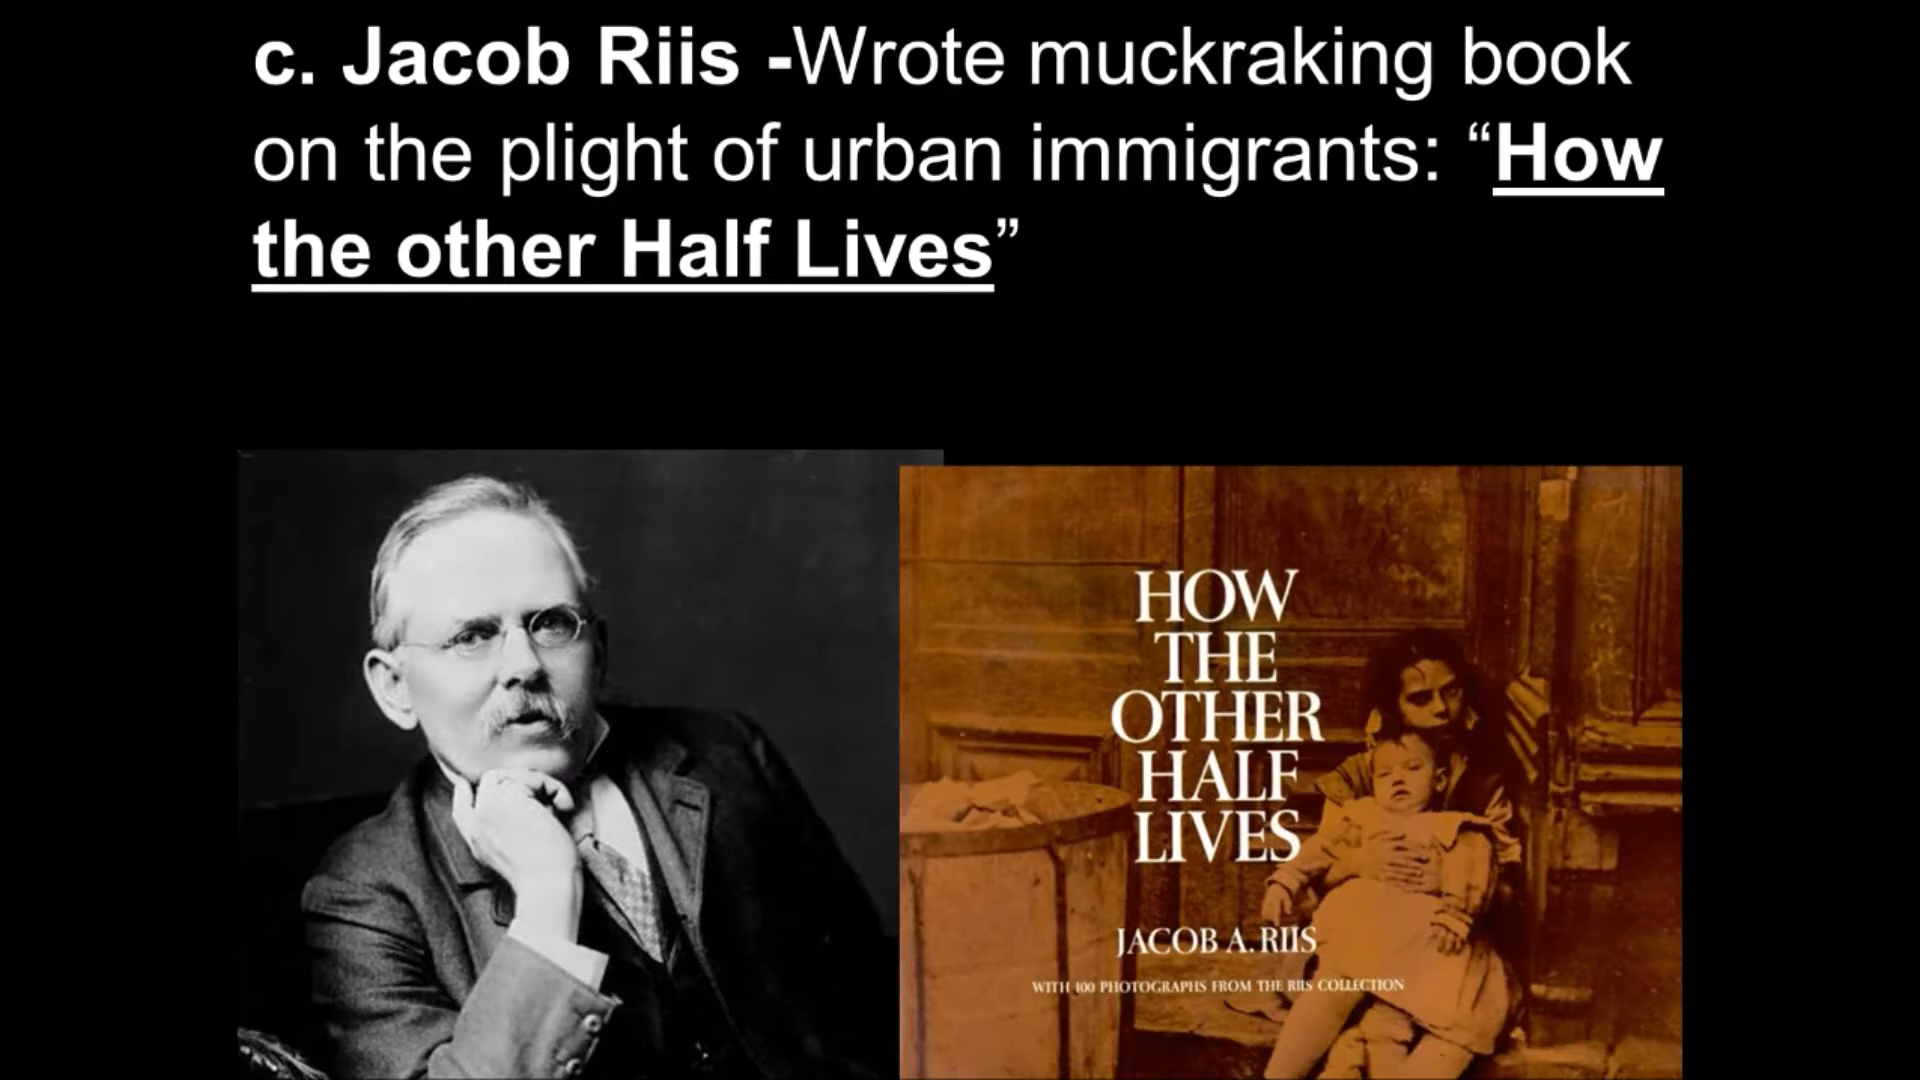 c. Jacob Riis -Wrote muckraking book
on the plight of urban immigrants: “How
the other Half Lives”
HOW
THE
OTHER
HALF
LIVES
JACOB A. RIIS
WITH 100 PHOTOGRAPHS FROM THE RIIS COLLECTION